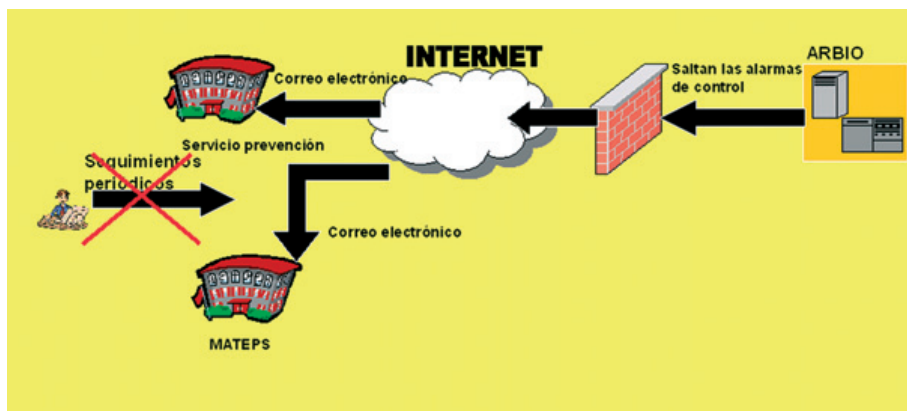 INTERNET
ARBIO
Saltan las alarmas
de control
Correo electrónico
Servicio prevención
Seguimientos
periódicos
Correo electrónico
MATEPS